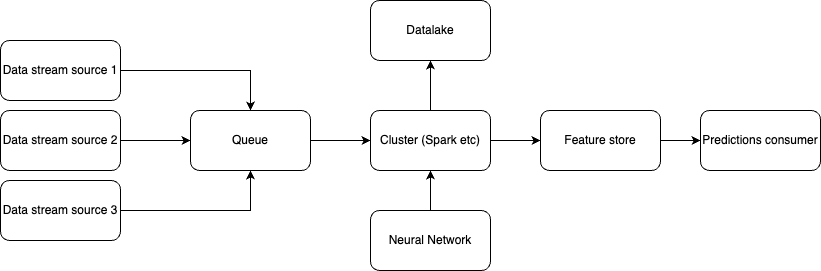 Datalake
Data stream source 1
Data stream source 2
Queue
Cluster (Spark etc)
Feature store
Predictions consumer
Data stream source 3
Neural Network